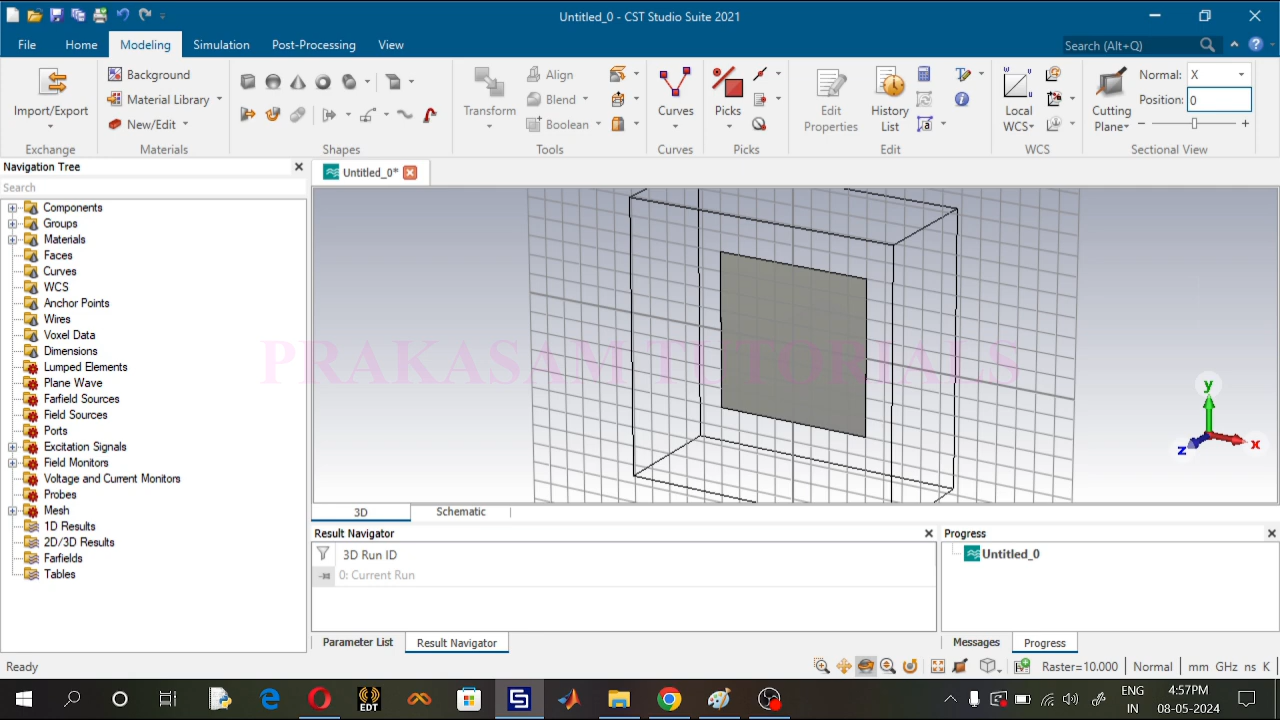 Untitled_0 - CST Studio Suite 2021
File Home Modeling Simulation Post-Processing View Search (Alt+Q)
Import/Export
Exchange
Background
Material Library
New/Edit
Materials
Shapes
Transform
Align
Blend
Boolean
Tools
Curves
Curves
Picks
Picks
Edit
Properties
History
List
Edit
Local
WCS
WCS
Cutting
Plane
Normal: X
Position: 0
Sectional View
Navigation Tree
Search
Components
Groups
Materials
Faces
Curves
WCS
Anchor Points
Wires
Voxel Data
Dimensions
Lumped Elements
Plane Wave
Farfield Sources
Field Sources
Ports
Excitation Signals
Field Monitors
Voltage and Current Monitors
Probes
Mesh
1D Results
2D/3D Results
Farfields
Tables
Untitled_0*
PRAKASAM TUTORIALS
y
x
z
3D Schematic
Result Navigator
3D Run ID
0: Current Run
Parameter List Result Navigator
Progress
Untitled_0
Messages Progress
Ready
Raster=10.000 Normal mm GHz ns K
EDT
ENG
IN
3:57PM
08-05-2024